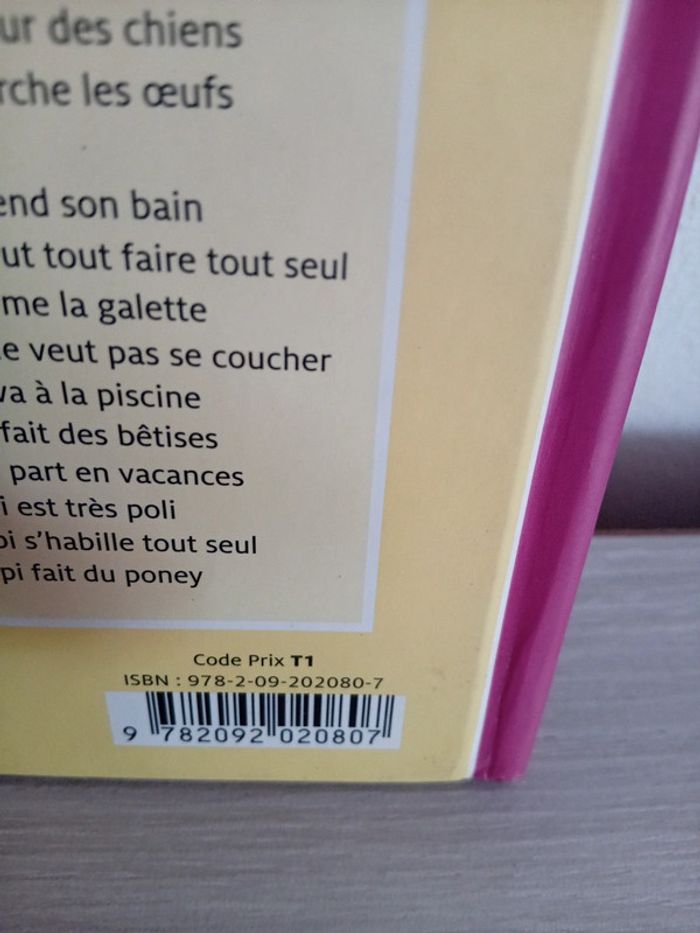 ur des chiens
rche les œufs
end son bain
ut tout faire tout seul
me la galette
e veut pas se coucher
va à la piscine
fait des bêtises
part en vacances
i est très poli
pi s'habille tout seul
pi fait du poney
Code Prix T1
ISBN : 978-2-09-202080-7
9 782092 020807